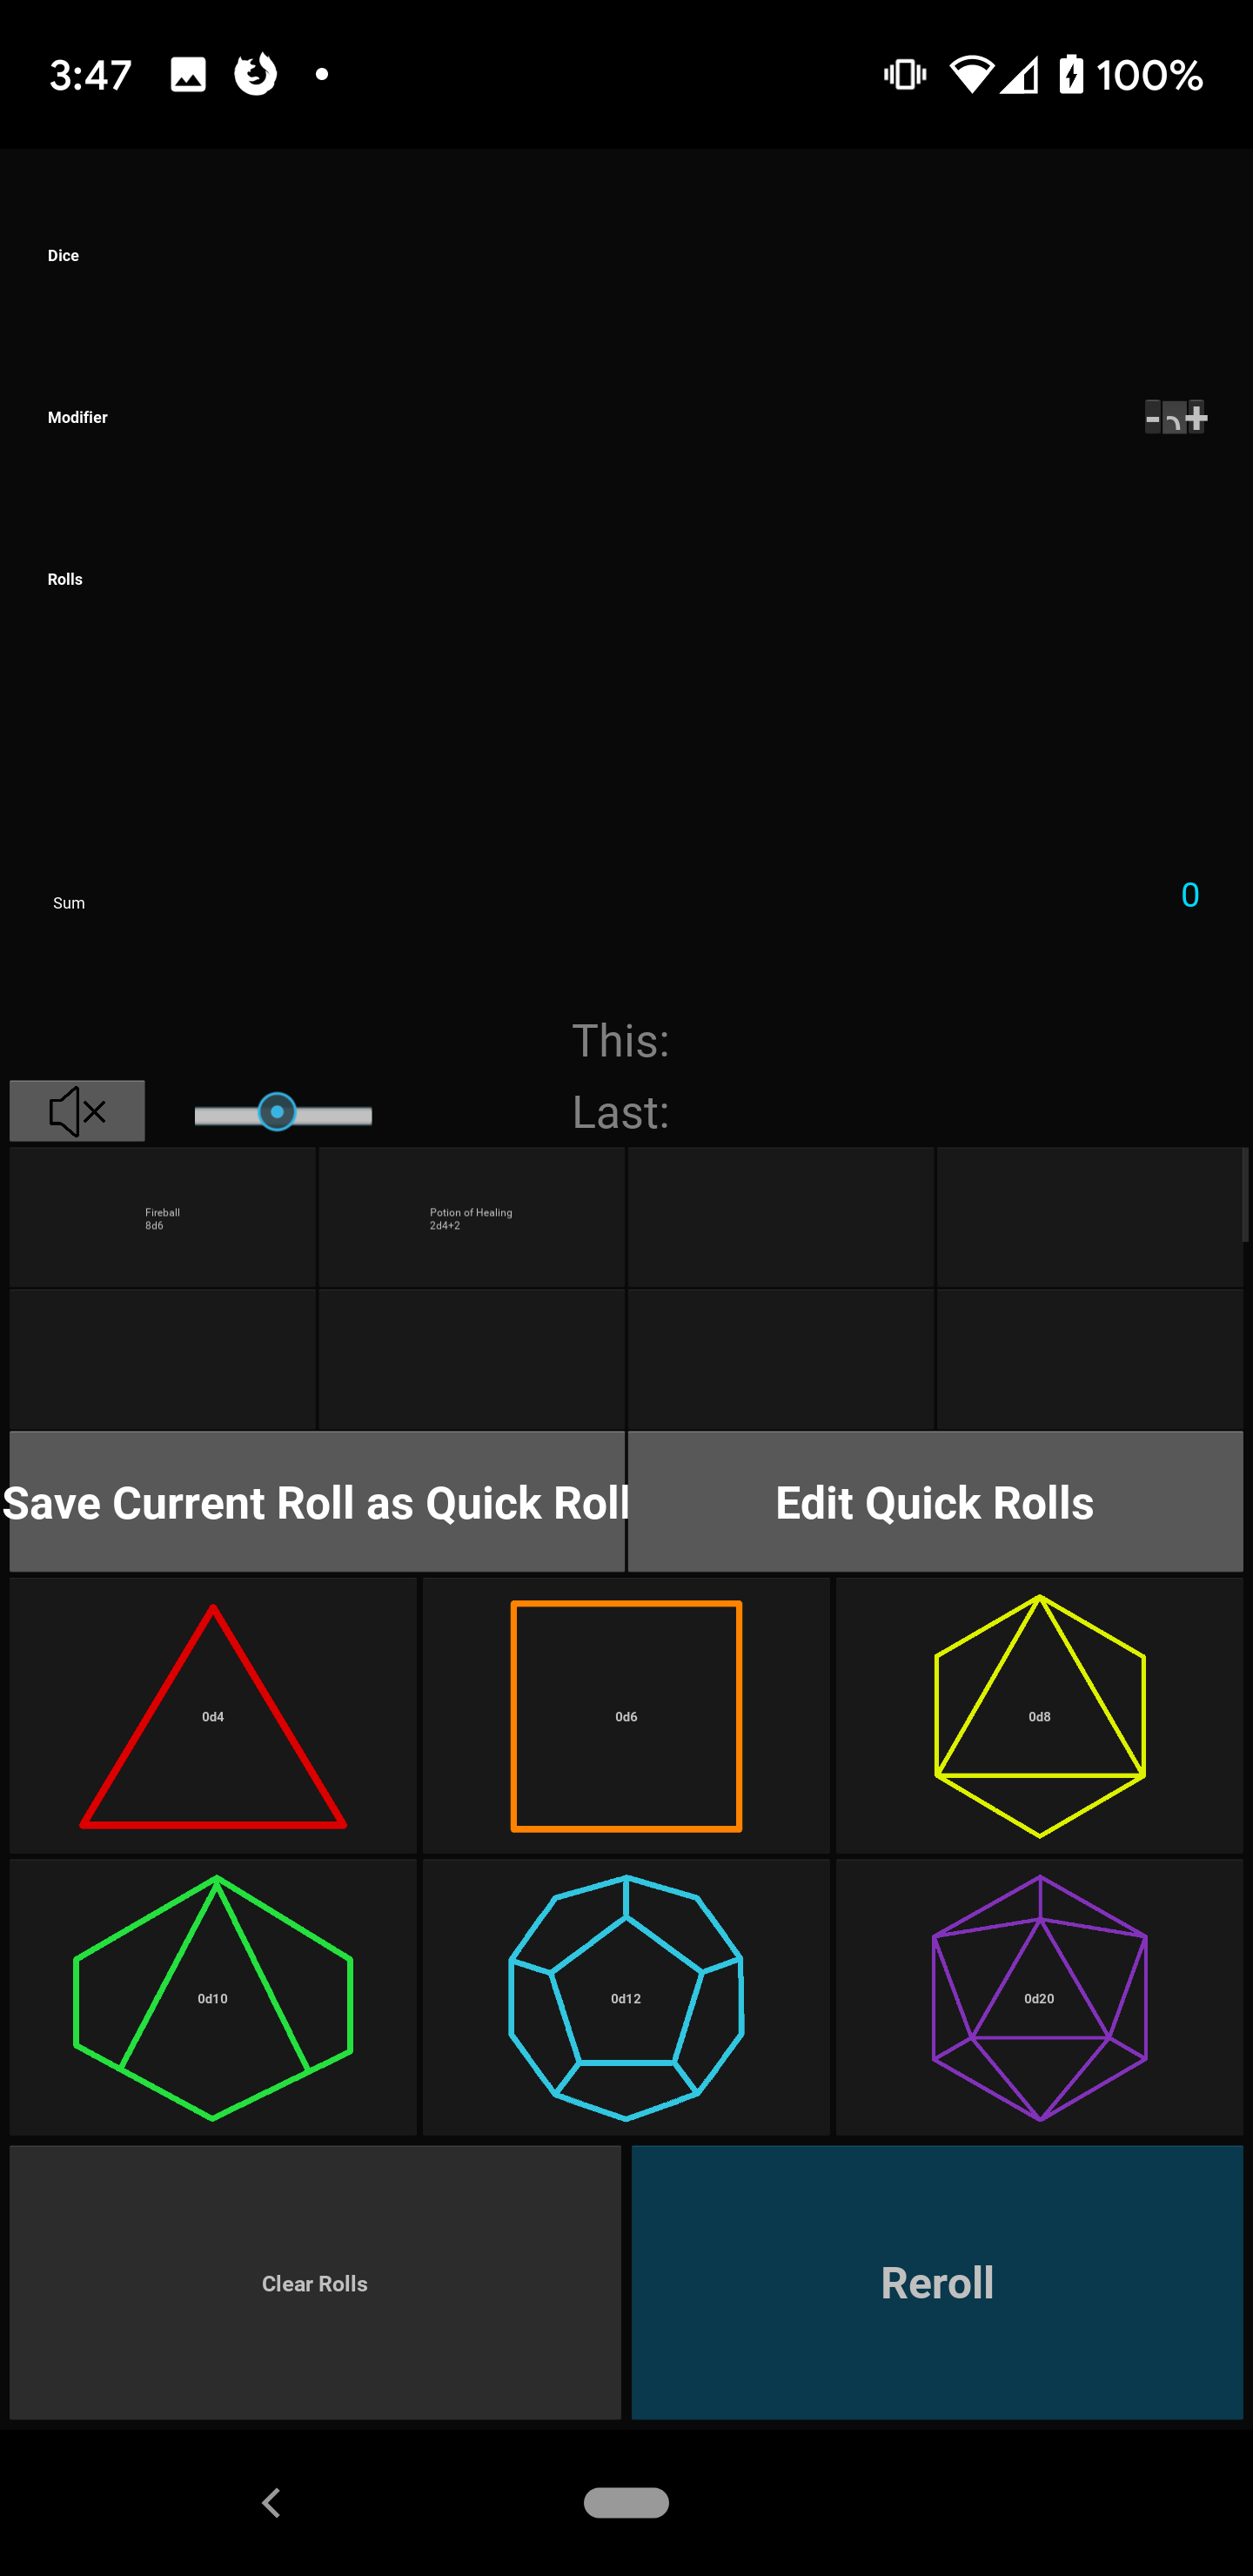 3:47 100%
Dice
Modifier
- +
Rolls
Sum 0
This:
Last:
Fireball
8d6
Potion of Healing
2d4+2
Save Current Roll as Quick Roll
Edit Quick Rolls
0d4
0d6
0d8
0d10
0d12
0d20
Clear Rolls
Reroll